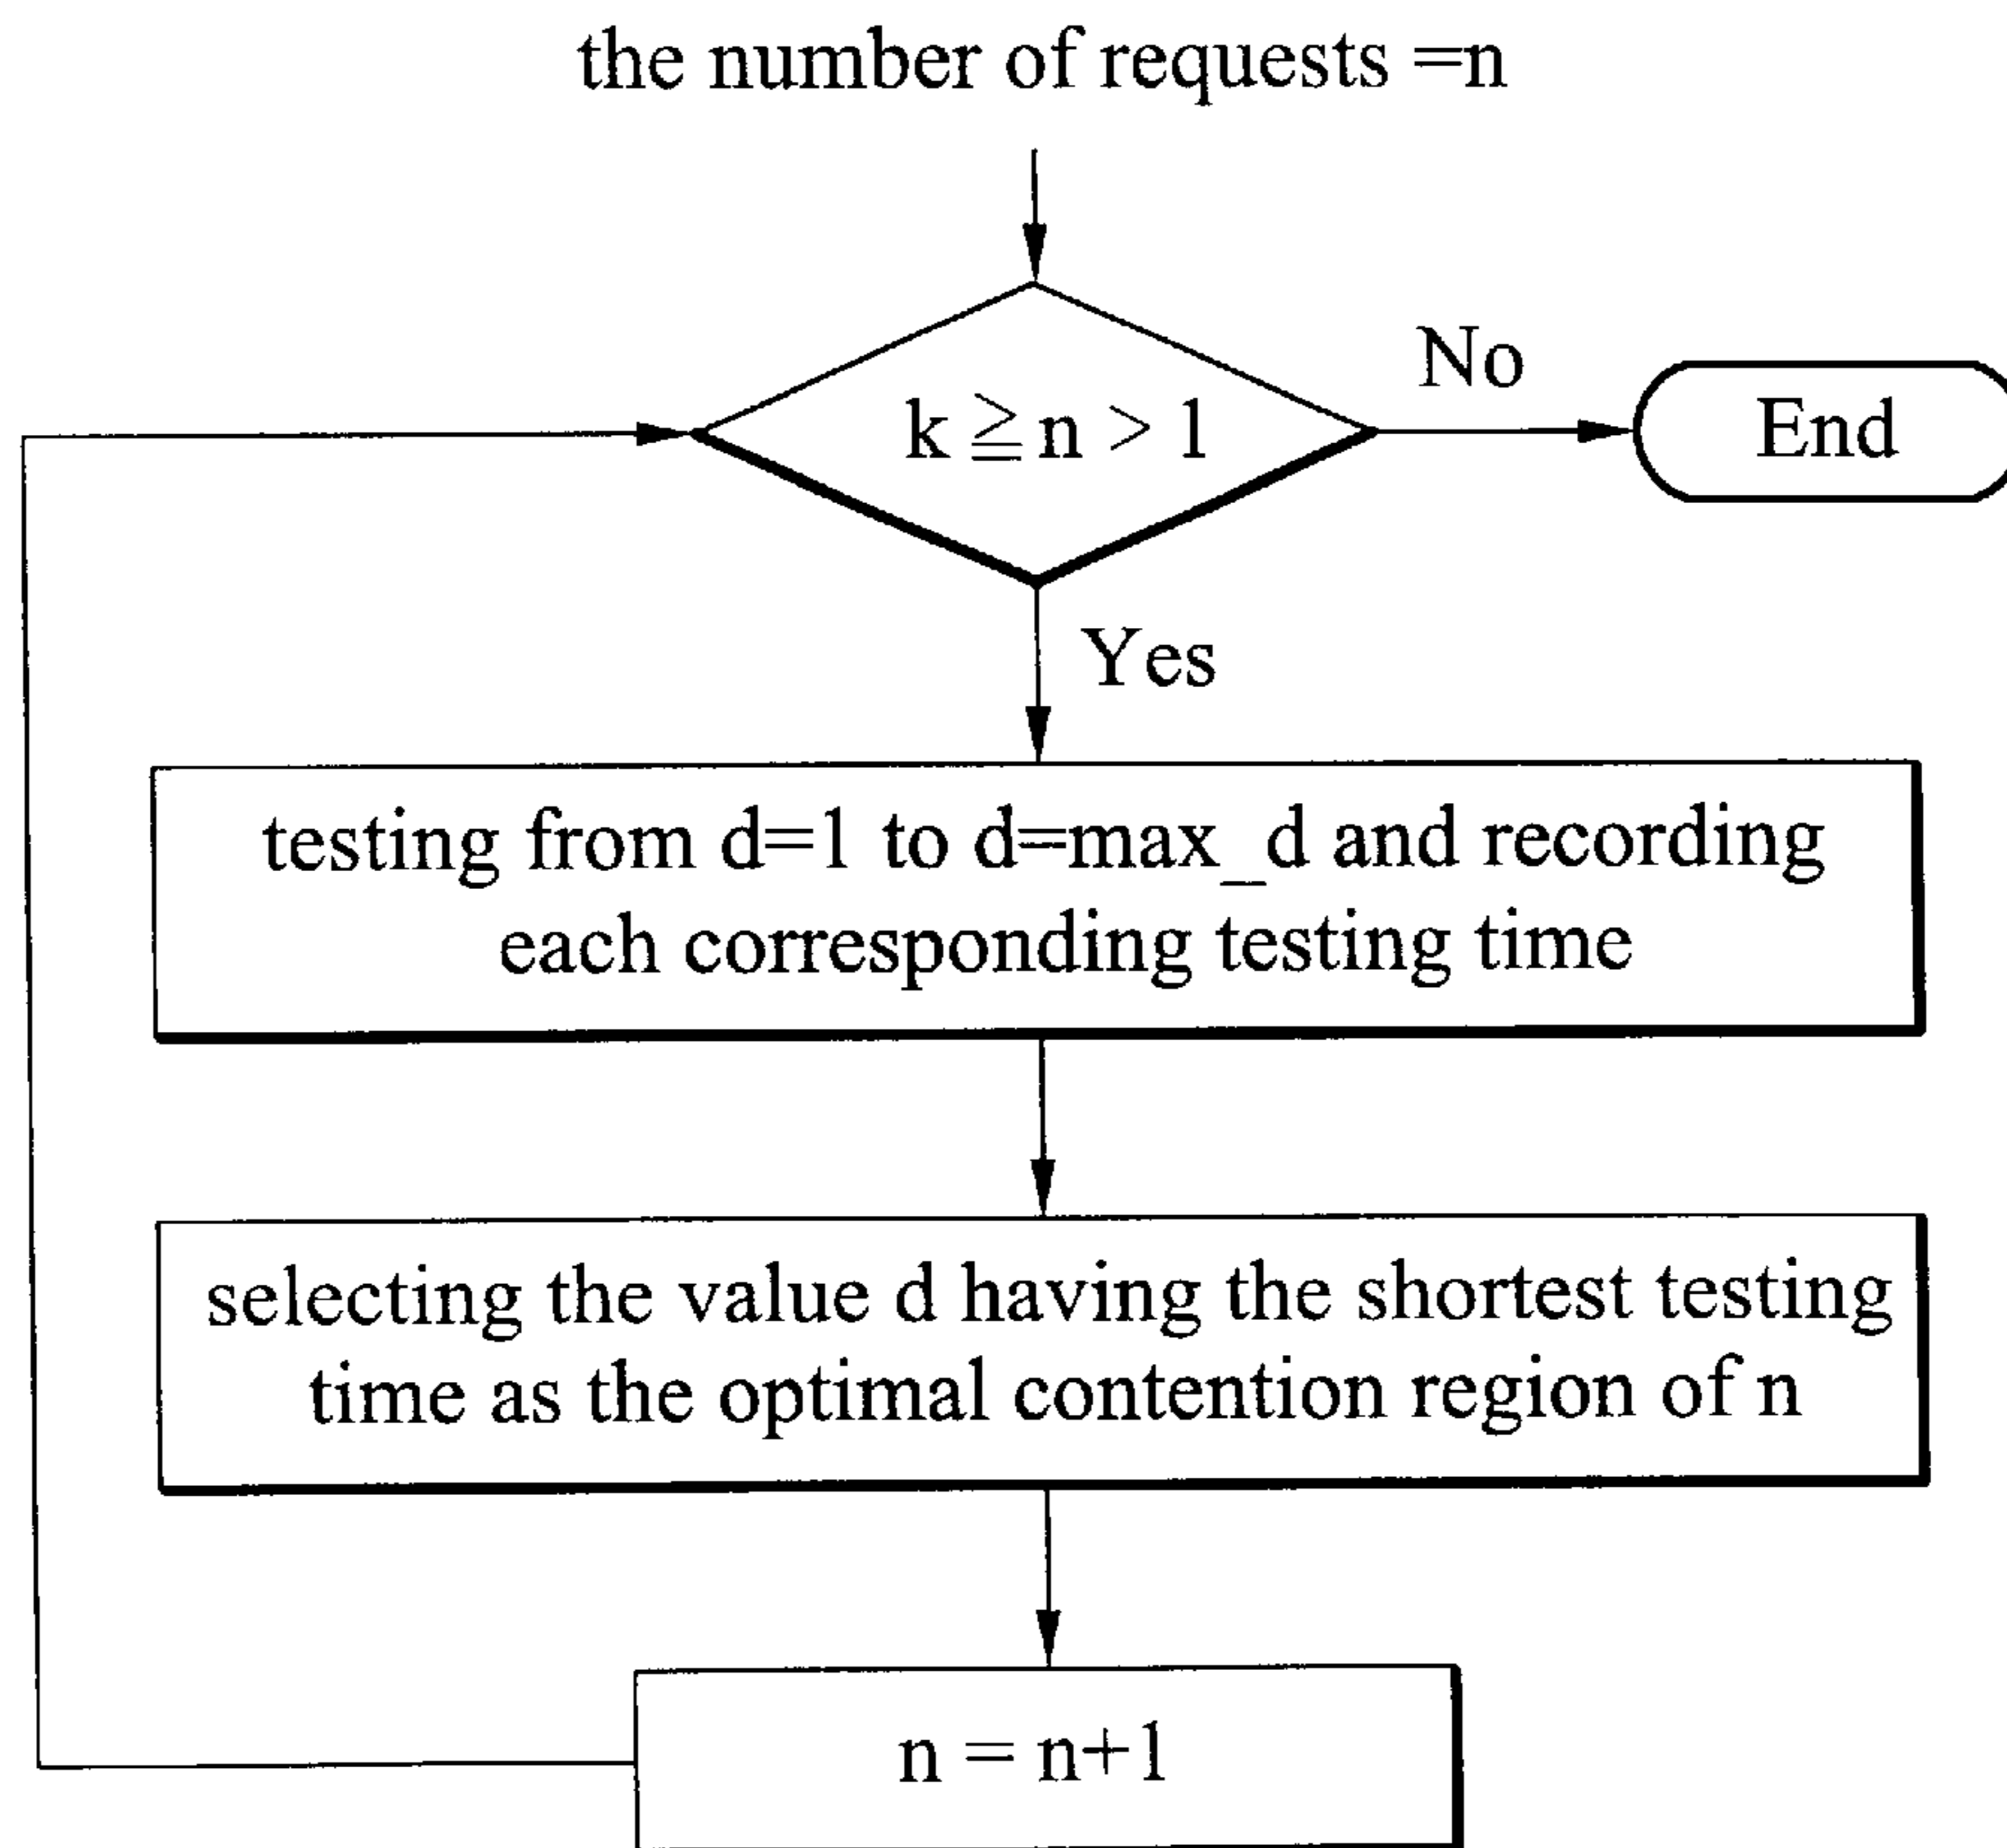 the number of requests =n
No
k ≧ n > 1
End
Yes
testing from d=1 to d=max_d and recording
each corresponding testing time
selecting the value d having the shortest testing
time as the optimal contention region of n
n = n+1